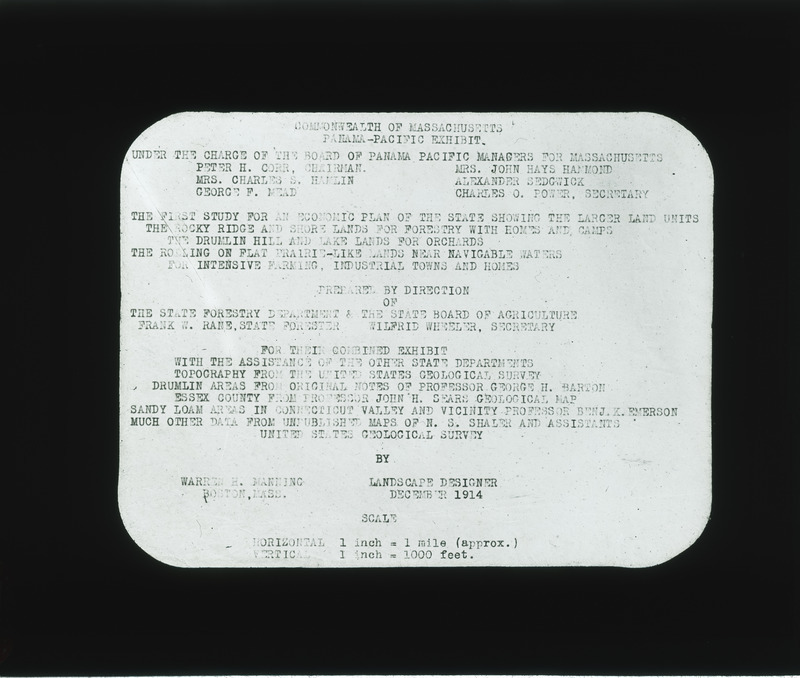 COMMONWEALTH OF MASSACHUSETTS
PANAMA-PACIFIC EXHIBIT.
UNDER THE CHARGE OF THE BOARD OF PANAMA PACIFIC MANAGERS FOR MASSACHUSETTS
PETER H. CORR, CHAIRMAN. MRS. JOHN HAYS HAMMOND
MRS. CHARLES S. HAMLIN ALEXANDER SEDGWICK
GEORGE F. MEAD CHARLES O. POWER, SECRETARY
THE FIRST STUDY FOR AN ECONOMIC PLAN OF THE STATE SHOWING THE LARGER LAND UNITS
THE ROCKY RIDGE AND SHORE LANDS FOR FORESTRY WITH HOMES AND CAMPS
THE DRUMLIN HILL AND LAKE LANDS FOR ORCHARDS
THE ROLLING ON FLAT PRAIRIE-LIKE LANDS NEAR NAVIGABLE WATERS
FOR INTENSIVE FARMING, INDUSTRIAL TOWNS AND HOMES
PREPARED BY DIRECTION
OF
THE STATE FORESTRY DEPARTMENT & THE STATE BOARD OF AGRICULTURE
FRANK W. RANE, STATE FORESTER WILFRID WHEELER, SECRETARY
FOR THEIR COMBINED EXHIBIT
WITH THE ASSISTANCE OF THE OTHER STATE DEPARTMENTS
TOPOGRAPHY FROM THE UNITED STATES GEOLOGICAL SURVEY
DRUMLIN AREAS FROM ORIGINAL NOTES OF PROFESSOR GEORGE H. BARTON
ESSEX COUNTY FROM PROFESSOR JOHN H. SEARS GEOLOGICAL MAP
SANDY LOAM AREAS IN CONNECTICUT VALLEY AND VICINITY PROFESSOR BENJ.K.EMERSON
MUCH OTHER DATA FROM UNPUBLISHED MAPS OF N. S. SHALER AND ASSISTANTS
UNITED STATES GEOLOGICAL SURVEY
BY
WARREN H. MANNING LANDSCAPE DESIGNER
BOSTON, MASS. DECEMBER 1914
SCALE
HORIZONTAL 1 inch = 1 mile (approx.)
VERTICAL 1 inch = 1000 feet.